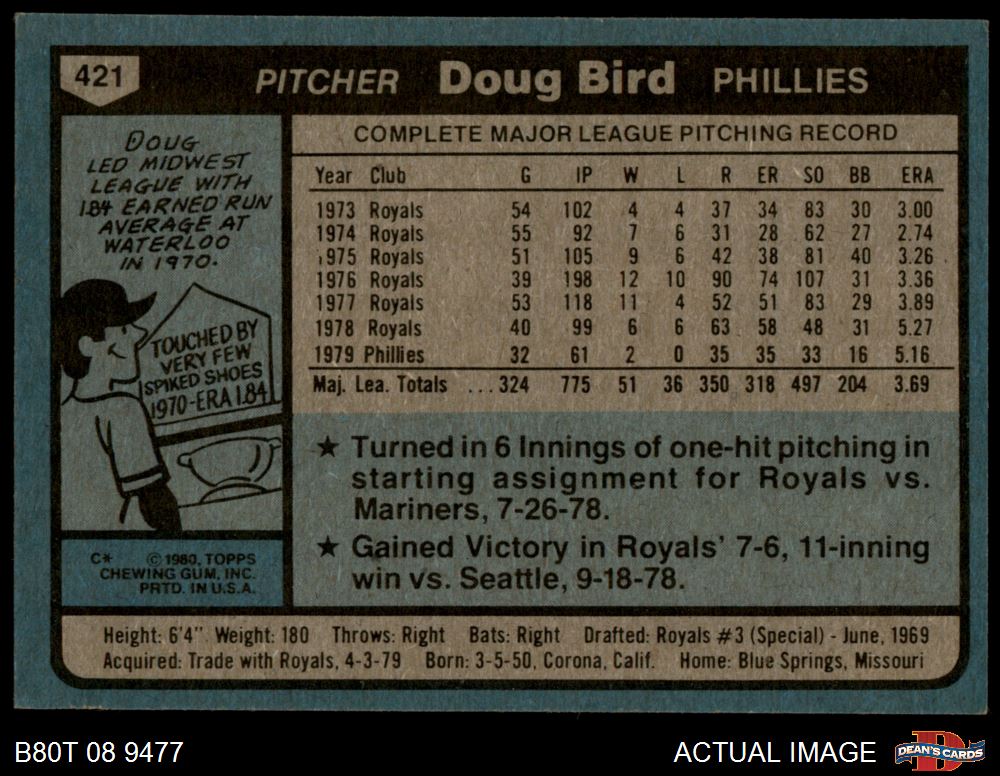 421 PITCHER Doug Bird PHILLIES
DOUG
LED MIDWEST
LEAGUE WITH
1.84 EARNED RUN
AVERAGE AT
WATERLOO
IN 1970.
TOUCHED BY
VERY FEW
SPIKED SHOES
1970-ERA 1.84
C* © 1980, TOPPS
CHEWING GUM, INC.
PRTD. IN U.S.A.
COMPLETE MAJOR LEAGUE PITCHING RECORD
Year Club G IP W L R ER SO BB ERA
1973 Royals 54 102 4 4 37 34 83 30 3.00
1974 Royals 55 92 7 6 31 28 62 27 2.74
1975 Royals 51 105 9 6 42 38 81 40 3.26
1976 Royals 39 198 12 10 90 74 107 31 3.36
1977 Royals 53 118 11 4 52 51 83 29 3.89
1978 Royals 40 99 6 6 63 58 48 31 5.27
1979 Phillies 32 61 2 0 35 35 33 16 5.16
Maj. Lea. Totals ... 324 775 51 36 350 318 497 204 3.69
★ Turned in 6 Innings of one-hit pitching in
starting assignment for Royals vs.
Mariners, 7-26-78.
★ Gained Victory in Royals' 7-6, 11-inning
win vs. Seattle, 9-18-78.
Height: 6'4" Weight: 180 Throws: Right Bats: Right Drafted: Royals #3 (Special) - June, 1969
Acquired: Trade with Royals, 4-3-79 Born: 3-5-50, Corona, Calif. Home: Blue Springs, Missouri
B80T 08 9477 ACTUAL IMAGE D DEAN'S CARDS